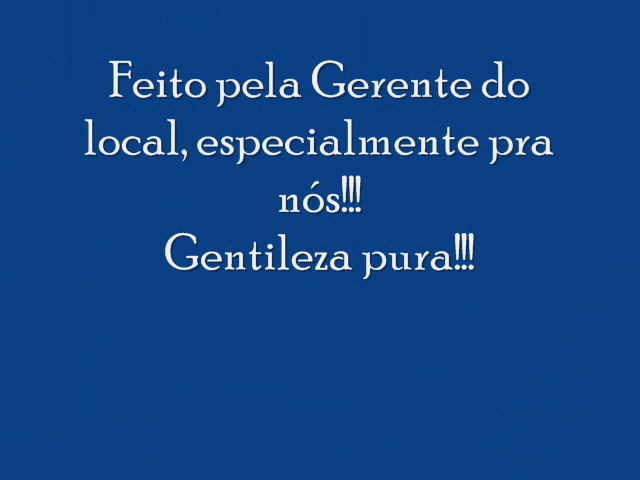 Feito pela Gerente do
local, especialmente pra
nós!!!
Gentileza pura!!!